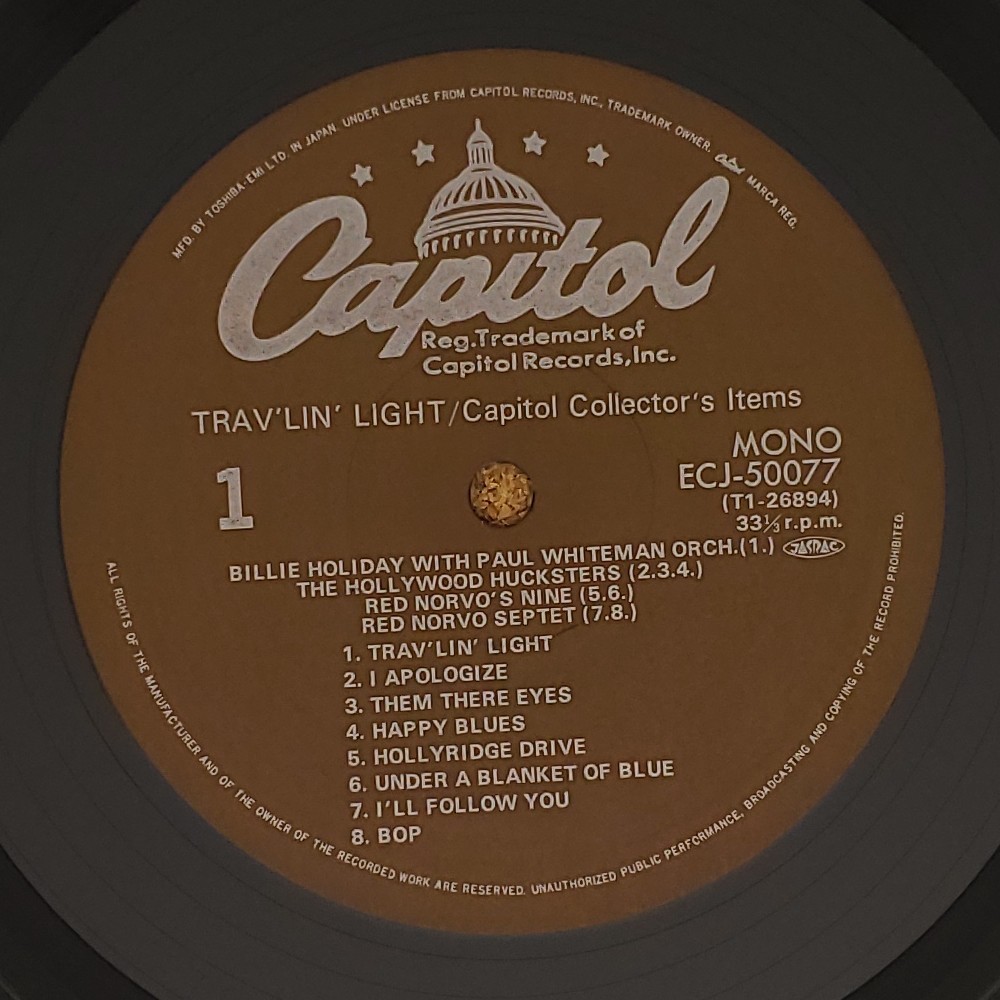 MFD. BY TOSHIBA-EMI LTD. IN JAPAN. UNDER LICENSE FROM CAPITOL RECORDS, INC., TRADEMARK OWNER. Capitol MARCA REG.
Capitol
Reg.Trademark of
Capitol Records,Inc.
TRAV'LIN' LIGHT/Capitol Collector's Items
MONO
ECJ-50077
(T1-26894)
33⅓ r.p.m.
1
BILLIE HOLIDAY WITH PAUL WHITEMAN ORCH.(1.) JASRAC
THE HOLLYWOOD HUCKSTERS (2.3.4.)
RED NORVO'S NINE (5.6.)
RED NORVO SEPTET (7.8.)
1. TRAV'LIN' LIGHT
2. I APOLOGIZE
3. THEM THERE EYES
4. HAPPY BLUES
5. HOLLYRIDGE DRIVE
6. UNDER A BLANKET OF BLUE
7. I'LL FOLLOW YOU
8. BOP
ALL RIGHTS OF THE MANUFACTURER AND OF THE OWNER OF THE RECORDED WORK ARE RESERVED. UNAUTHORIZED PUBLIC PERFORMANCE, BROADCASTING AND COPYING OF THE RECORD PROHIBITED.